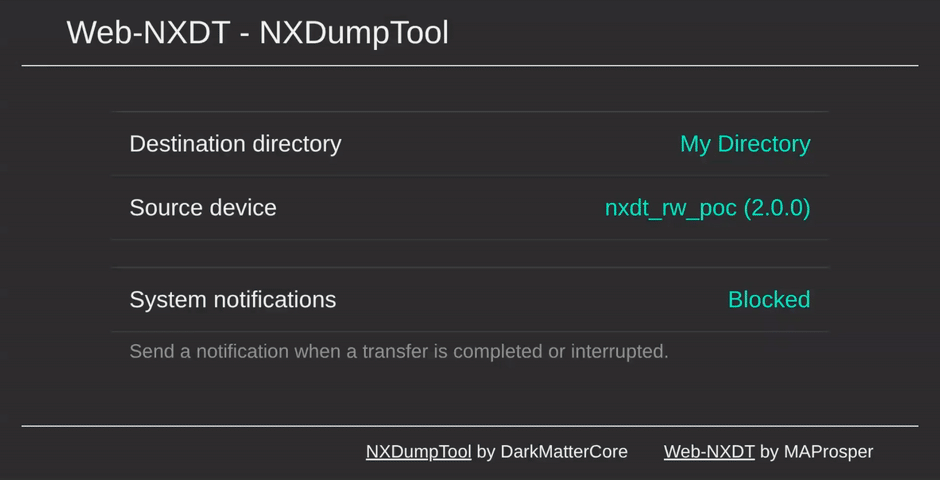 Web-NXDT - NXDumpTool
Destination directory My Directory
Source device nxdt_rw_poc (2.0.0)
System notifications Blocked
Send a notification when a transfer is completed or interrupted.
NXDumpTool by DarkMatterCore Web-NXDT by MAProsper